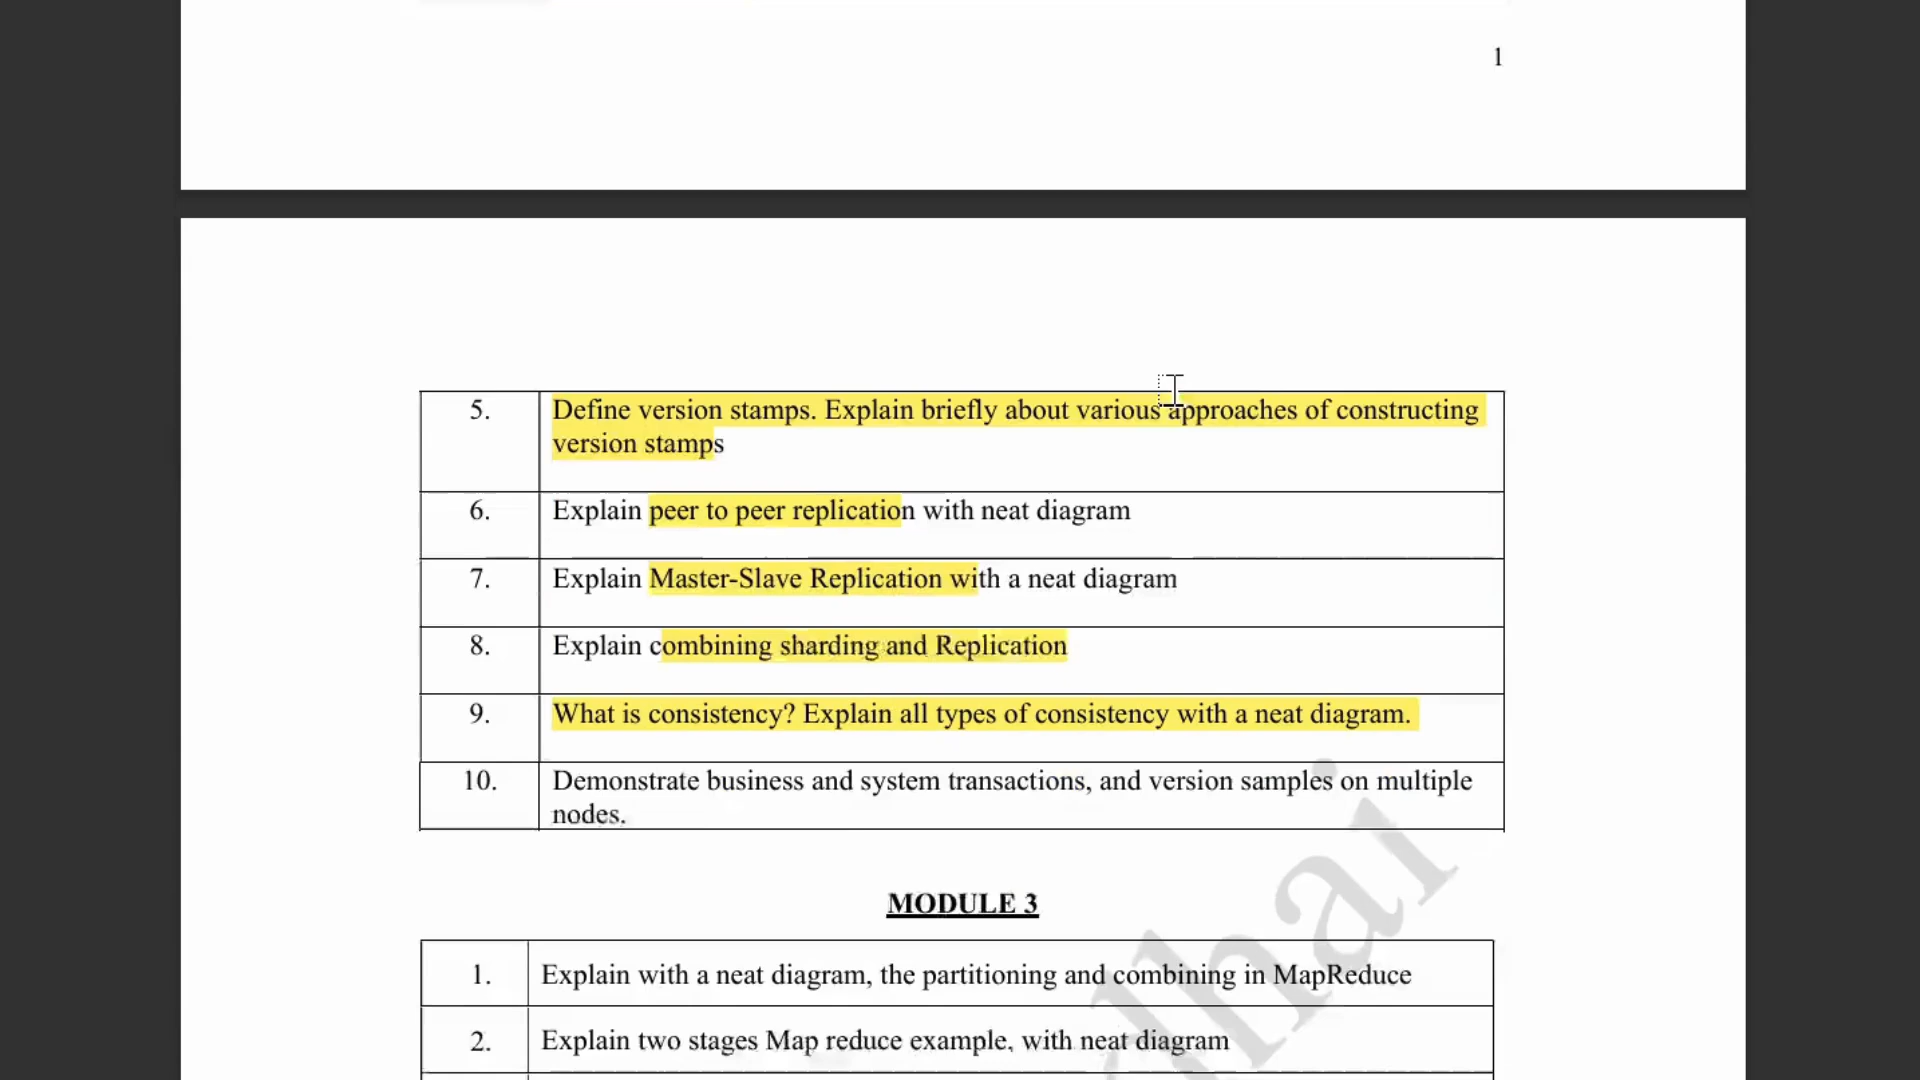 1
5. Define version stamps. Explain briefly about various approaches of constructing
version stamps
6. Explain peer to peer replication with neat diagram
7. Explain Master-Slave Replication with a neat diagram
8. Explain combining sharding and Replication
9. What is consistency? Explain all types of consistency with a neat diagram.
10. Demonstrate business and system transactions, and version samples on multiple
nodes.
MODULE 3
1. Explain with a neat diagram, the partitioning and combining in MapReduce
2. Explain two stages Map reduce example, with neat diagram